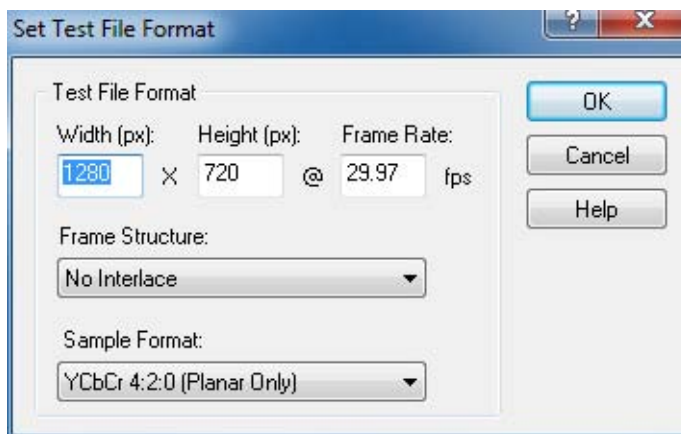 Set Test File Format
?
X
Test File Format
OK
Width (px): Height (px): Frame Rate:
1280 X 720 @ 29.97 fps
Cancel
Help
Frame Structure:
No Interlace
Sample Format:
YCbCr 4:2:0 (Planar Only)